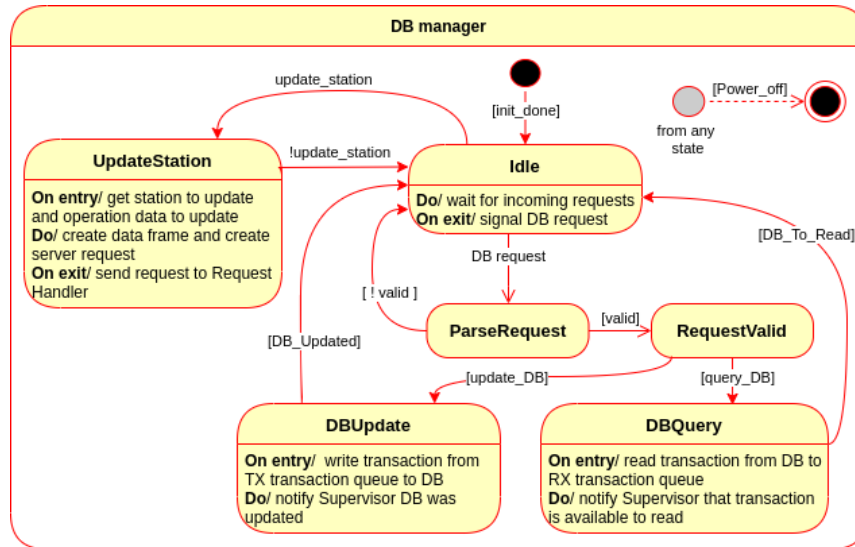 DB manager
update_station
[init_done]
[Power_off]
from any
state
UpdateStation
On entry/ get station to update
and operation data to update
Do/ create data frame and create
server request
On exit/ send request to Request
Handler
!update_station
Idle
Do/ wait for incoming requests
On exit/ signal DB request
[DB_To_Read]
DB request
[ ! valid ]
ParseRequest
[valid]
RequestValid
[DB_Updated]
[update_DB]
[query_DB]
DBUpdate
On entry/ write transaction from
TX transaction queue to DB
Do/ notify Supervisor DB was
updated
DBQuery
On entry/ read transaction from DB to
RX transaction queue
Do/ notify Supervisor that transaction
is available to read